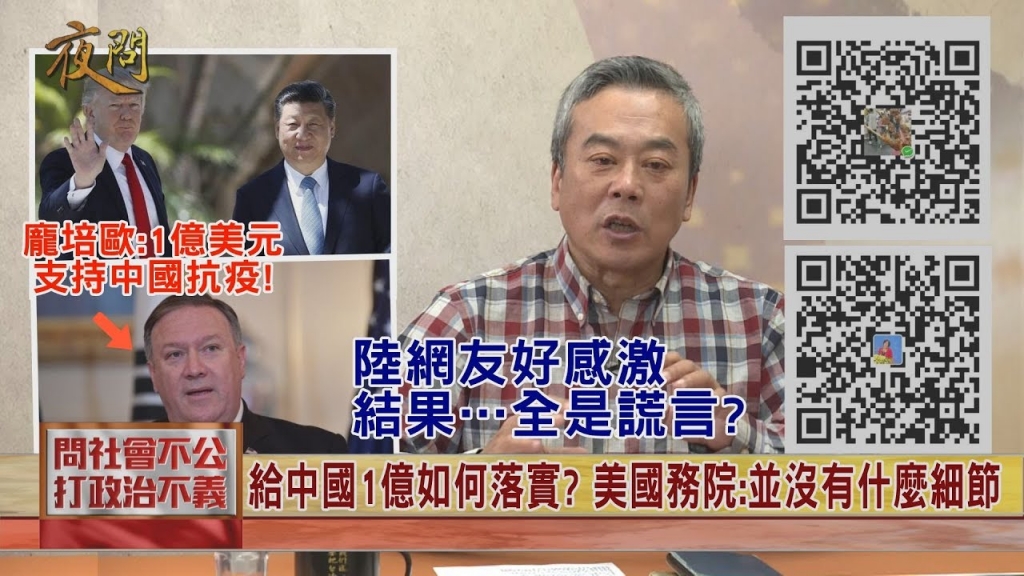 夜問
龐培歐:1億美元
支持中國抗疫!
陸網友好感激
結果…全是謊言?
問社會不公
打政治不義
給中國1億如何落實? 美國務院:並沒有什麼細節